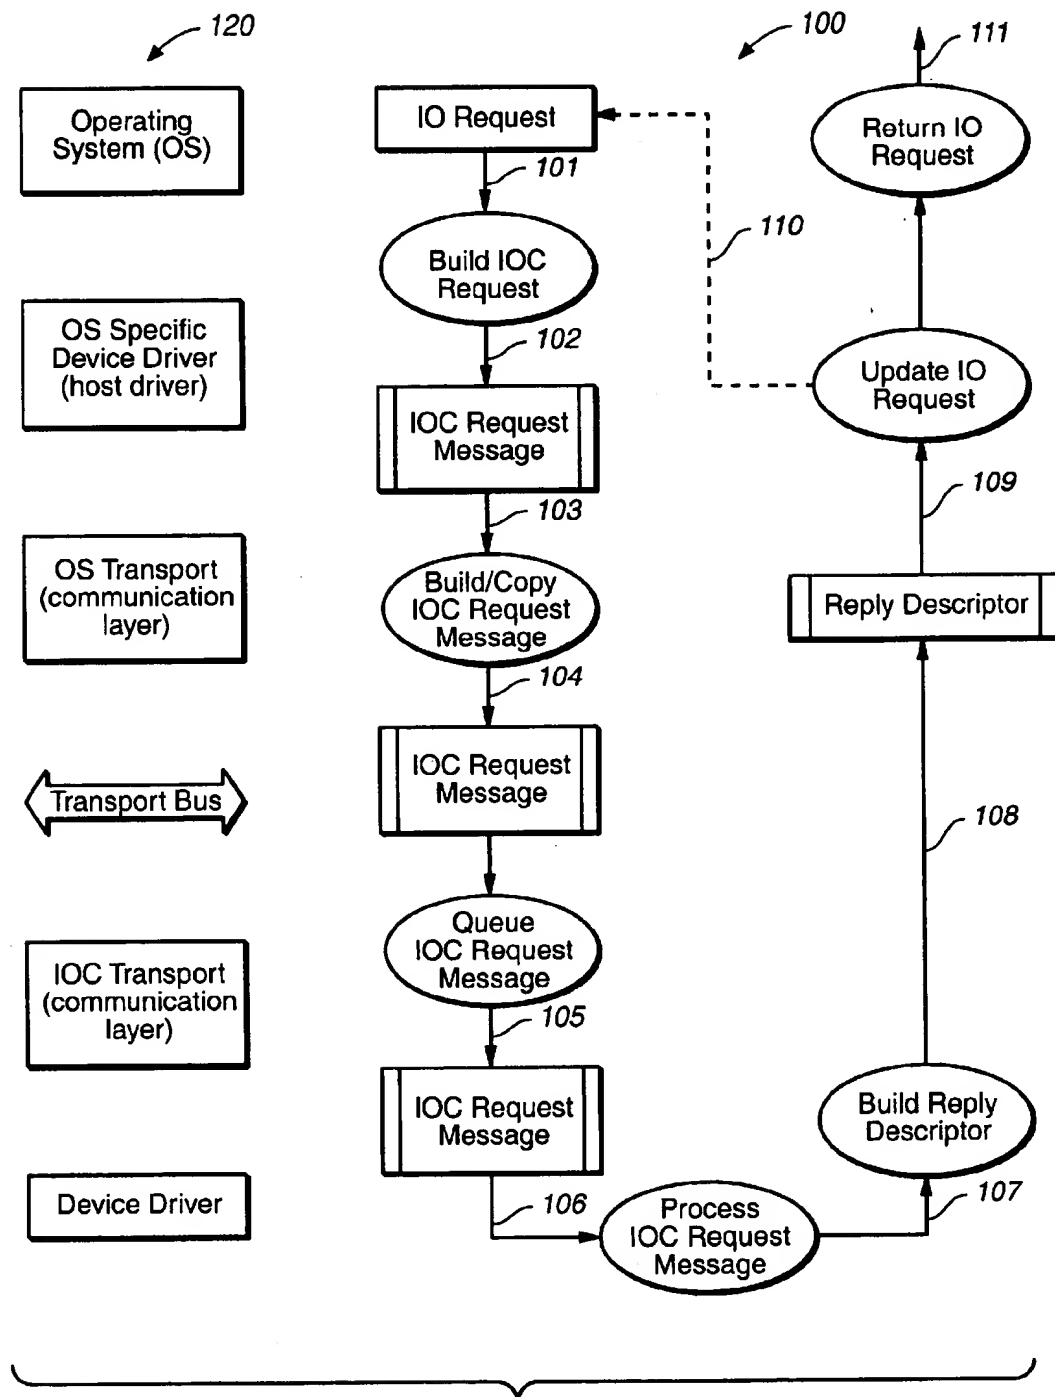 120
Operating
System (OS)
OS Specific
Device Driver
(host driver)
OS Transport
(communication
layer)
Transport Bus
IOC Transport
(communication
layer)
Device Driver
100
IO Request
101
Build IOC
Request
102
IOC Request
Message
103
Build/Copy
IOC Request
Message
104
IOC Request
Message
Queue
IOC Request
Message
105
IOC Request
Message
106
Process
IOC Request
Message
107
Build Reply
Descriptor
108
Reply Descriptor
109
Update IO
Request
110
Return IO
Request
111